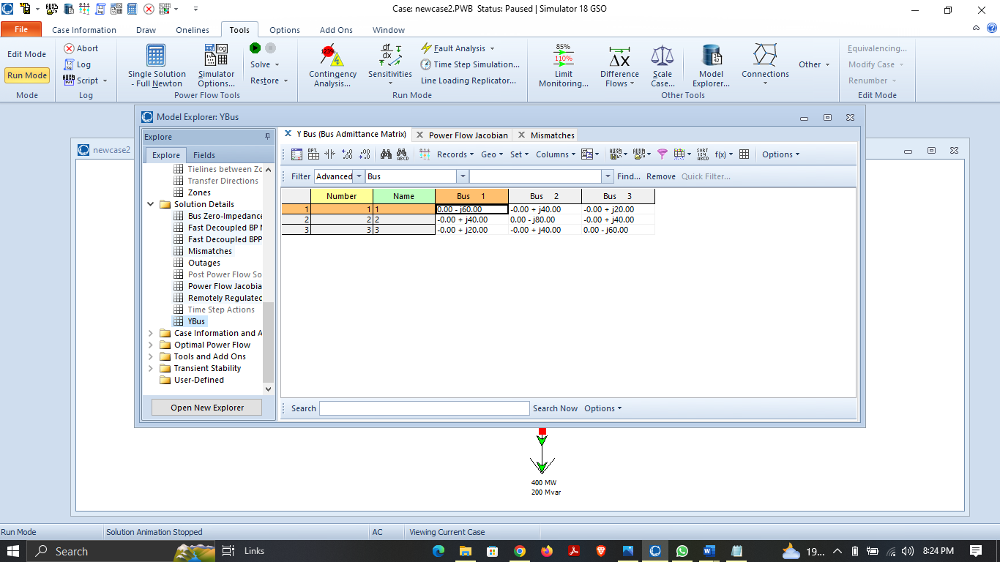 Case: newcase2.PWB  Status: Paused | Simulator 18 GSO
File Case Information Draw Onelines Tools Options Add Ons Window
Edit Mode
Run Mode
Mode
Abort
Log
Script
Log
Single Solution - Full Newton
Simulator Options...
Solve
Restore
Power Flow Tools
Contingency Analysis...
Sensitivities
Fault Analysis
Time Step Simulation...
Line Loading Replicator...
Run Mode
85%
110%
Limit Monitoring...
Difference Flows
Scale Case...
Model Explorer...
Connections
Other
Other Tools
Equivalencing...
Modify Case
Renumber
Edit Mode
newcase2
Model Explorer: YBus
Explore
Explore Fields
Tielines between Zc
Transfer Directions
Zones
Solution Details
Bus Zero-Impedance
Fast Decoupled BP M
Fast Decoupled BPP
Mismatches
Outages
Post Power Flow So
Power Flow Jacobia
Remotely Regulated
Time Step Actions
YBus
Case Information and A
Optimal Power Flow
Tools and Add Ons
Transient Stability
User-Defined
Open New Explorer
Y Bus (Bus Admittance Matrix) Power Flow Jacobian Mismatches
Records Geo Set Columns f(x) Options
Filter Advanced Bus Find... Remove Quick Filter...
Number Name Bus 1 Bus 2 Bus 3
1 1 1 0.00 - j60.00 -0.00 + j40.00 -0.00 + j20.00
2 2 2 -0.00 + j40.00 0.00 - j80.00 -0.00 + j40.00
3 3 3 -0.00 + j20.00 -0.00 + j40.00 0.00 - j60.00
Search Search Now Options
400 MW
200 Mvar
Run Mode Solution Animation Stopped AC Viewing Current Case
Search Links 19... 8:24 PM